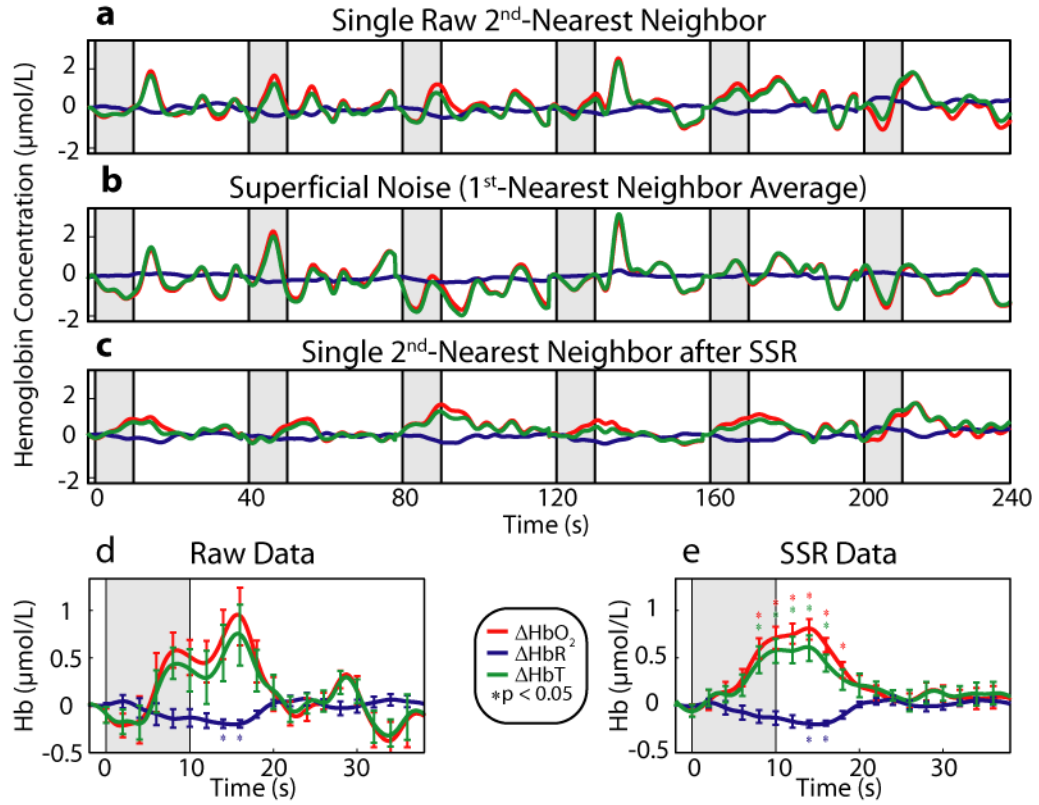 a
Single Raw 2nd-Nearest Neighbor
2
0
-2
b
Superficial Noise (1st-Nearest Neighbor Average)
2
0
-2
Hemoglobin Concentration (μmol/L)
c
Single 2nd-Nearest Neighbor after SSR
2
0
-2
0 40 80 120 160 200 240
Time (s)
d Raw Data
Hb (μmol/L)
1
0.5
0
-0.5
0 10 20 30
Time (s)
ΔHbO2
ΔHbR
ΔHbT
*p < 0.05
e SSR Data
Hb (μmol/L)
1
0.5
0
-0.5
* * * *
* * * * *
* *
0 10 20 30
Time (s)